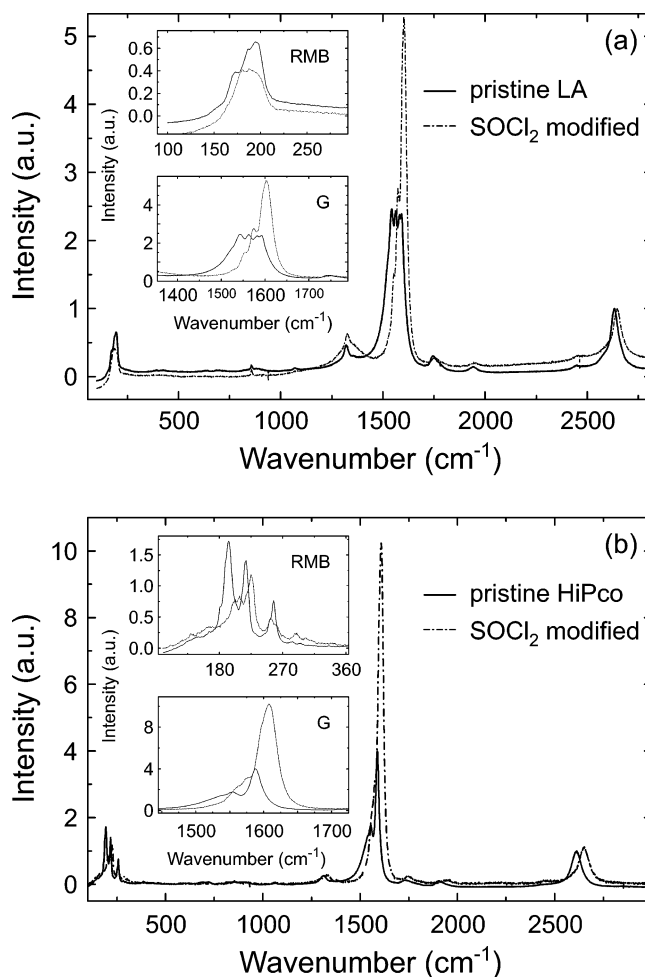 (a)
pristine LA
SOCl₂ modified
5
4
3
2
1
0
Intensity (a.u.)
500 1000 1500 2000 2500
Wavenumber (cm⁻¹)
RMB
0.6
0.4
0.2
0.0
100 150 200 250
Intensity (a.u.)
G
4
2
0
1400 1500 1600 1700
Wavenumber (cm⁻¹)
(b)
pristine HiPco
SOCl₂ modified
10
8
6
4
2
0
Intensity (a.u.)
500 1000 1500 2000 2500
Wavenumber (cm⁻¹)
RMB
1.5
1.0
0.5
0.0
180 270 360
Intensity (a.u.)
G
8
4
0
1500 1600 1700
Wavenumber (cm⁻¹)